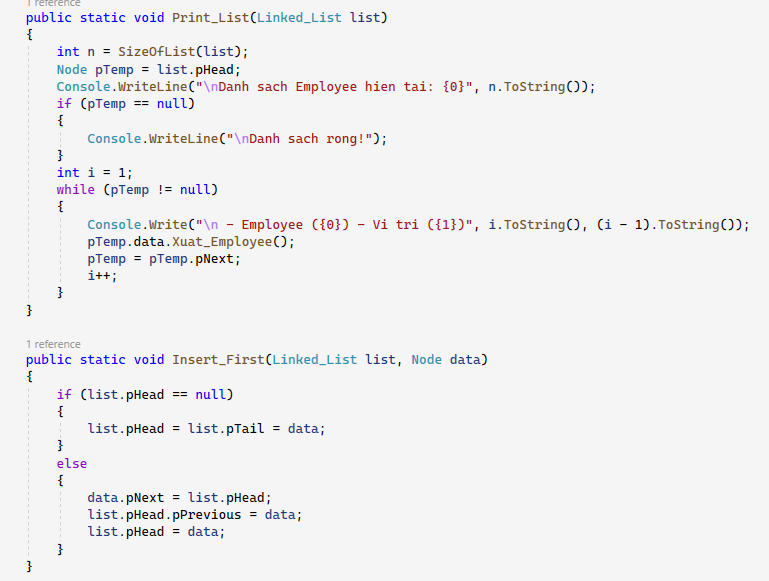 1 reference
public static void Print_List(Linked_List list)
{
int n = SizeOfList(list);
Node pTemp = list.pHead;
Console.WriteLine("\nDanh sach Employee hien tai: {0}", n.ToString());
if (pTemp == null)
{
Console.WriteLine("\nDanh sach rong!");
}
int i = 1;
while (pTemp != null)
{
Console.Write("\n - Employee ({0}) - Vi tri ({1})", i.ToString(), (i - 1).ToString());
pTemp.data.Xuat_Employee();
pTemp = pTemp.pNext;
i++;
}
}
1 reference
public static void Insert_First(Linked_List list, Node data)
{
if (list.pHead == null)
{
list.pHead = list.pTail = data;
}
else
{
data.pNext = list.pHead;
list.pHead.pPrevious = data;
list.pHead = data;
}
}